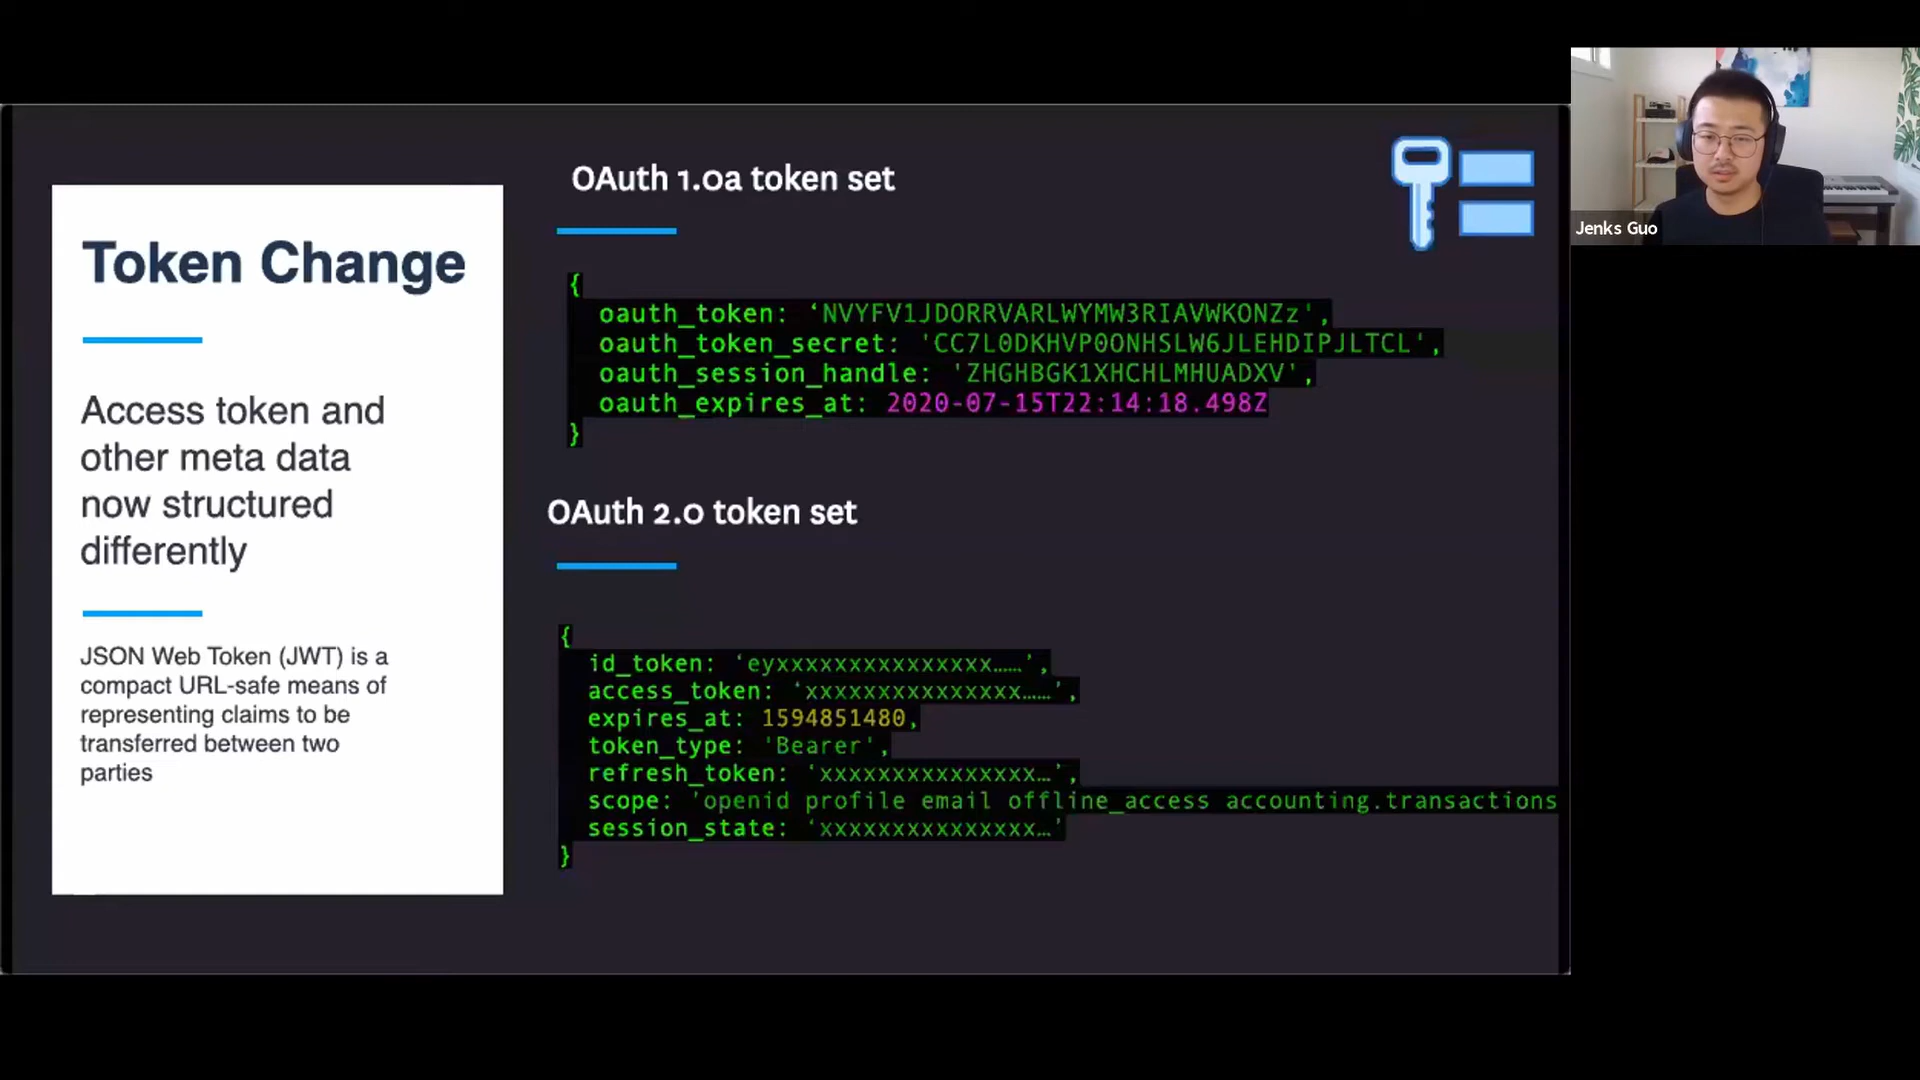 Token Change
Access token and
other meta data
now structured
differently
JSON Web Token (JWT) is a
compact URL-safe means of
representing claims to be
transferred between two
parties
OAuth 1.0a token set
{
oauth_token: ‘NVYFV1JDORRVARLWYMW3RIAVWKONZz',
oauth_token_secret: 'CC7L0DKHVP0ONHSLW6JLEHDIPJLTCL',
oauth_session_handle: 'ZHGHBGK1XHCHLMHUADXV',
oauth_expires_at: 2020-07-15T22:14:18.498Z
}
OAuth 2.0 token set
{
id_token: ‘eyxxxxxxxxxxxxxxx……’,
access_token: ‘xxxxxxxxxxxxxxx……’,
expires_at: 1594851480,
token_type: 'Bearer',
refresh_token: ‘xxxxxxxxxxxxxxx…’,
scope: 'openid profile email offline_access accounting.transactions
session_state: ‘xxxxxxxxxxxxxxx…’
}
Jenks Guo